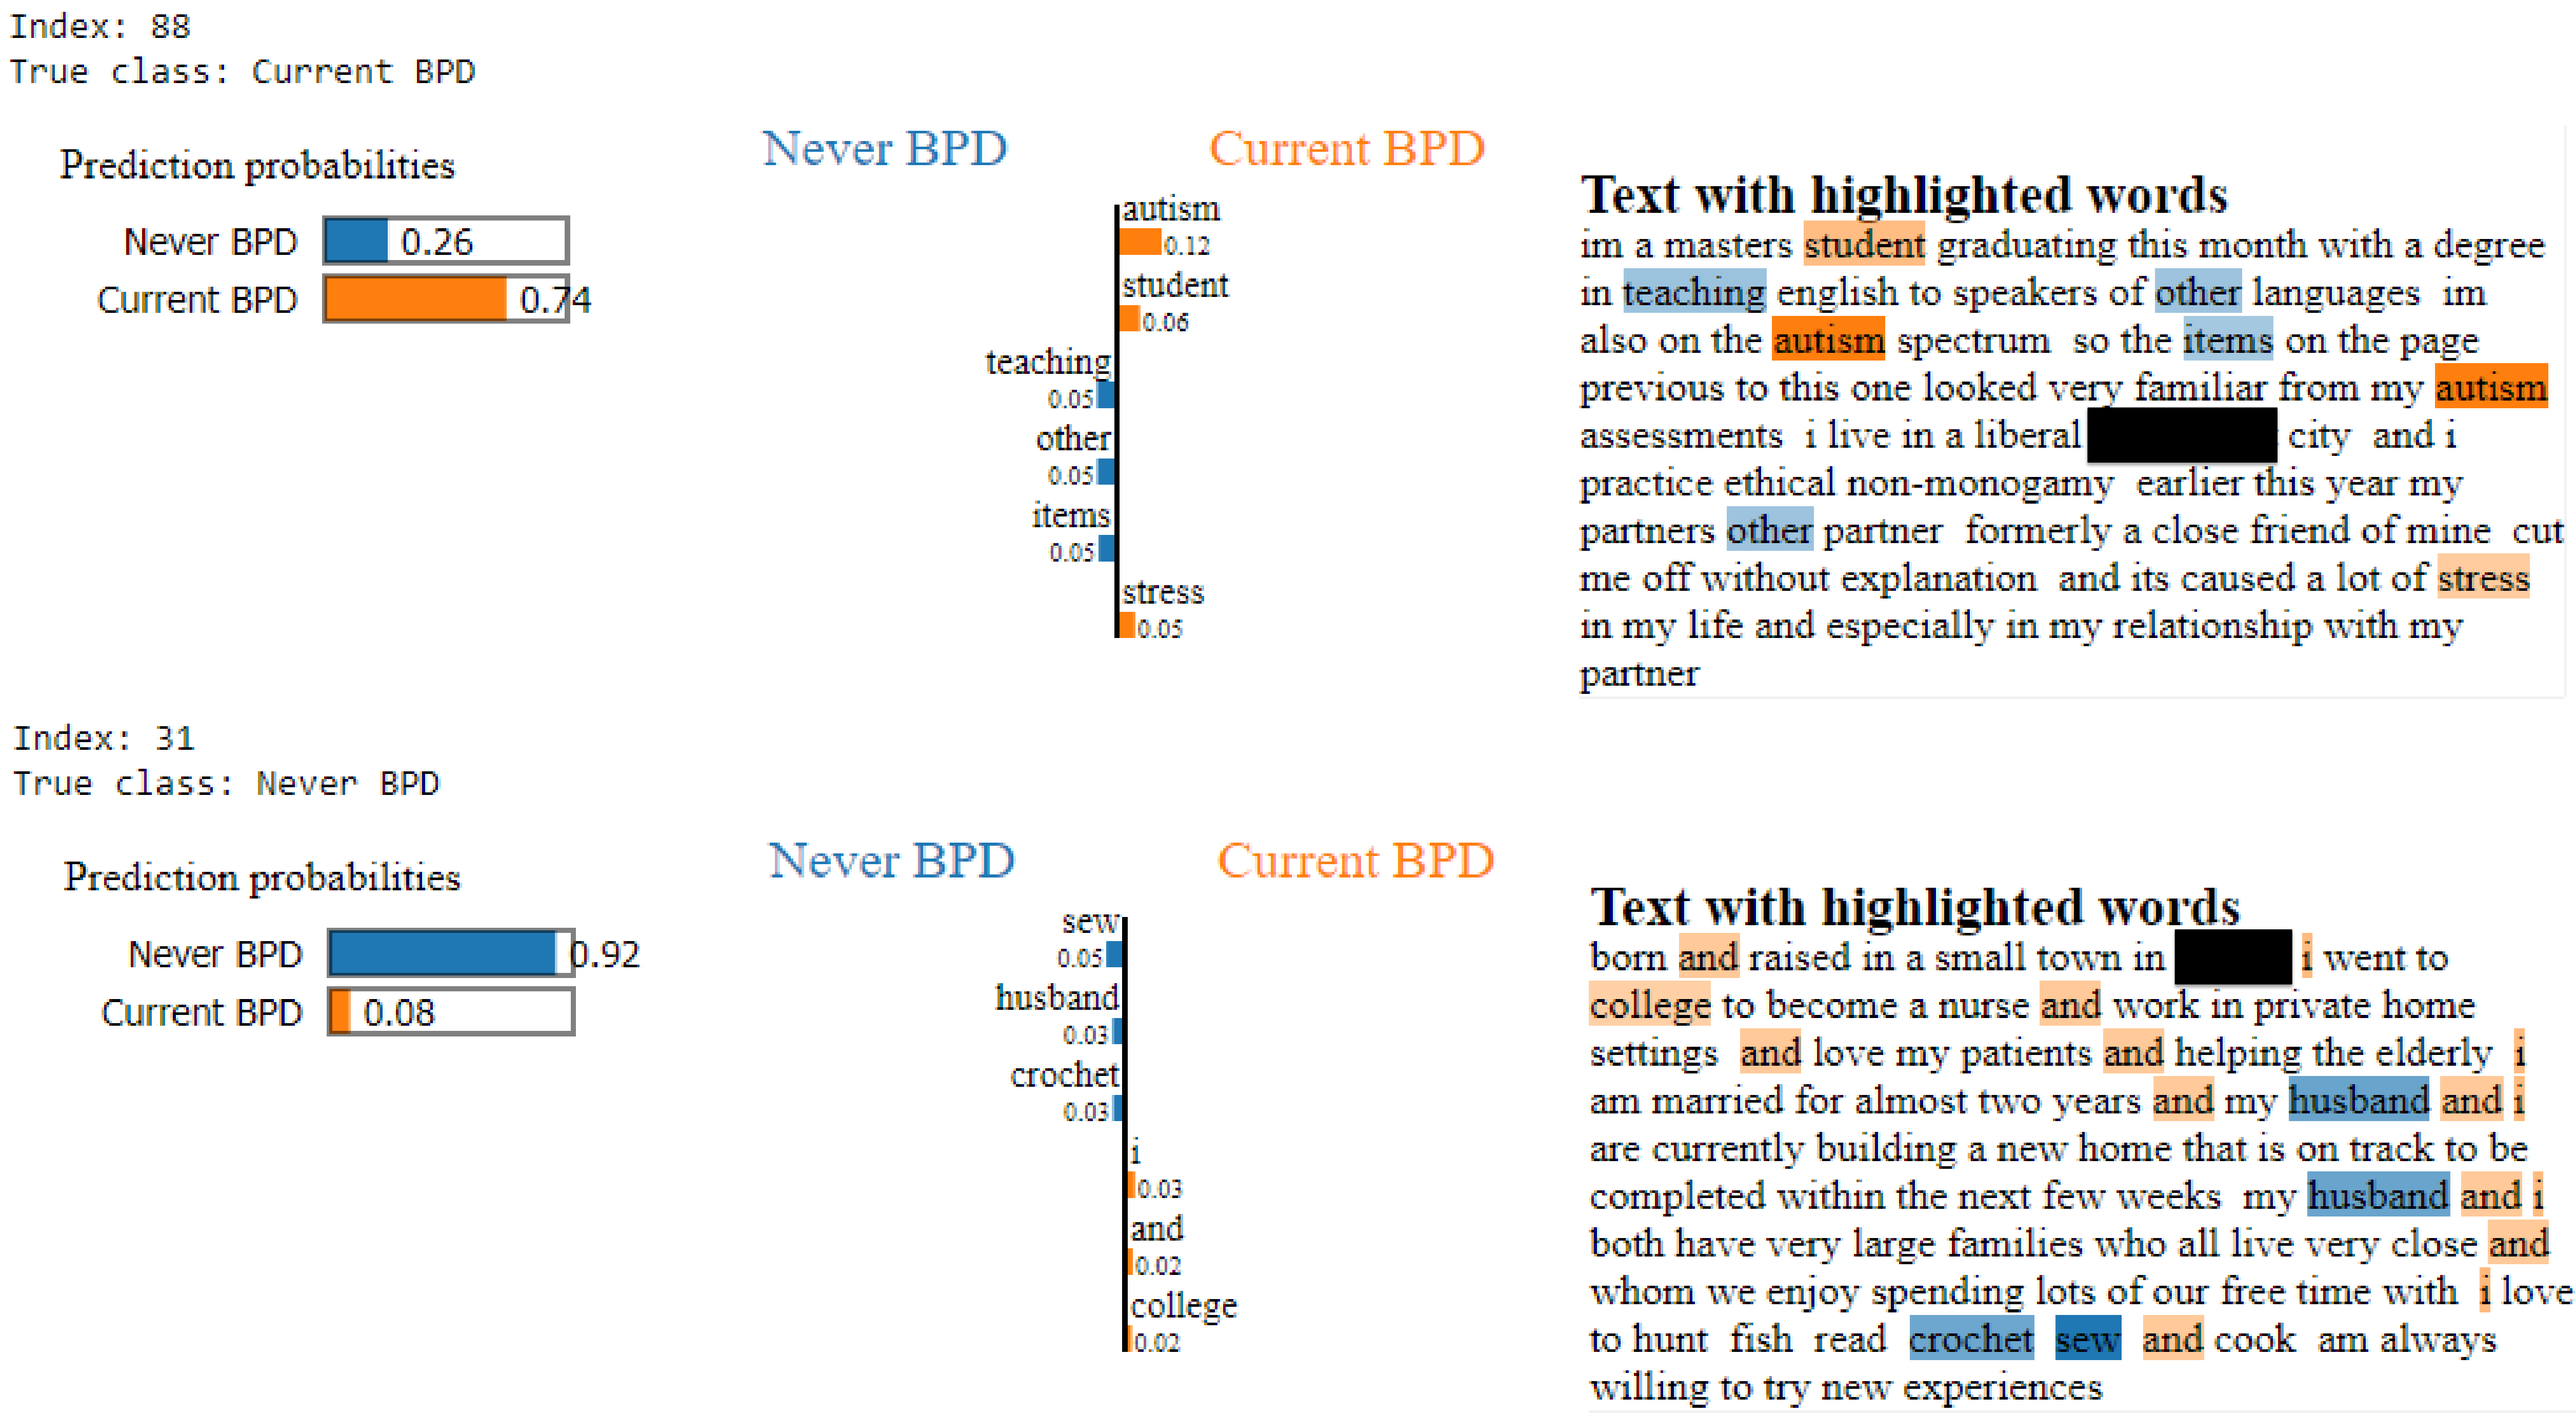 Index: 88
True class: Current BPD
Prediction probabilities
Never BPD 0.26
Current BPD 0.74
Never BPD Current BPD
autism
0.12
student
0.06
teaching
0.05
other
0.05
items
0.05
stress
0.05
Text with highlighted words
im a masters student graduating this month with a degree
in teaching english to speakers of other languages im
also on the autism spectrum so the items on the page
previous to this one looked very familiar from my autism
assessments i live in a liberal city and i
practice ethical non-monogamy earlier this year my
partners other partner formerly a close friend of mine cut
me off without explanation and its caused a lot of stress
in my life and especially in my relationship with my
partner
Index: 31
True class: Never BPD
Prediction probabilities
Never BPD 0.92
Current BPD 0.08
Never BPD Current BPD
sew
0.05
husband
0.03
crochet
0.03
i
0.03
and
0.02
college
0.02
Text with highlighted words
born and raised in a small town in i went to
college to become a nurse and work in private home
settings and love my patients and helping the elderly i
am married for almost two years and my husband and i
are currently building a new home that is on track to be
completed within the next few weeks my husband and i
both have very large families who all live very close and
whom we enjoy spending lots of our free time with i love
to hunt fish read crochet sew and cook am always
willing to try new experiences